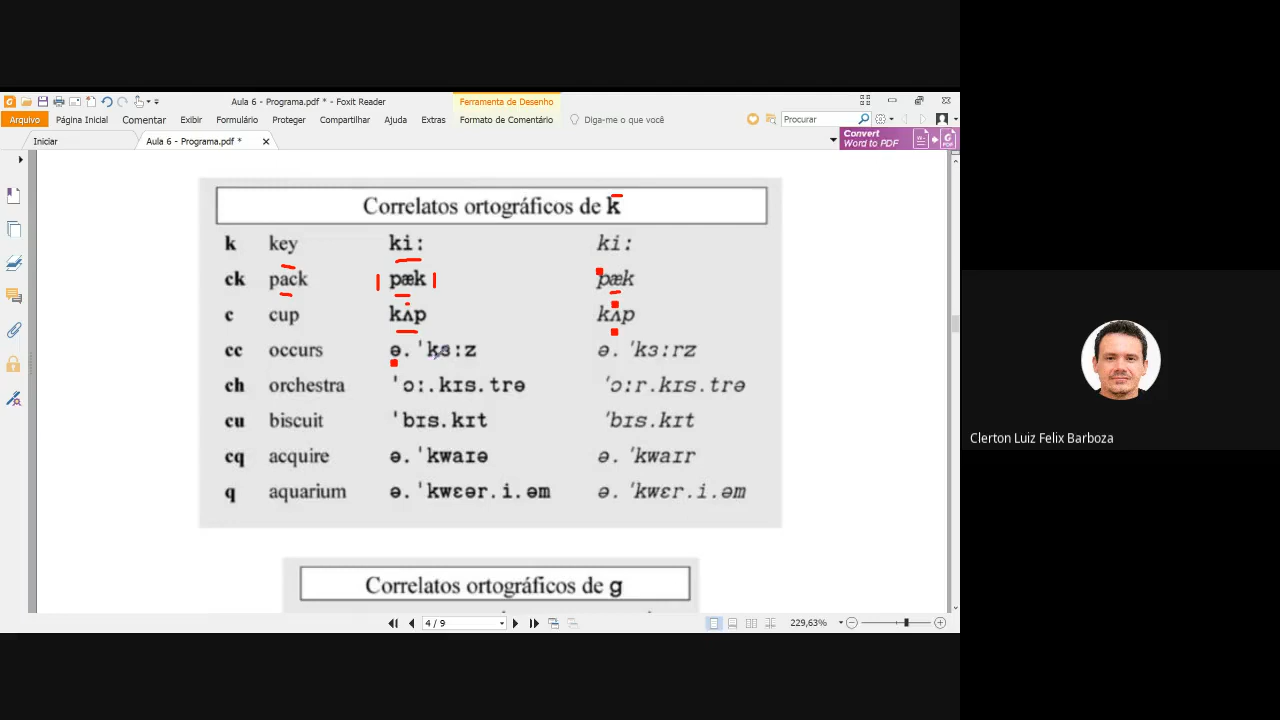 Aula 6 - Programa.pdf * - Foxit Reader
Ferramenta de Desenho
Arquivo Página Inicial Comentar Exibir Formulário Proteger Compartilhar Ajuda Extras Formato de Comentário Diga-me o que você Procurar
Iniciar Aula 6 - Programa.pdf *
Convert
Word to PDF
Correlatos ortográficos de k
k key ki: ki:
ck pack pæk pæk
c cup kʌp kʌp
cc occurs ə.ˈkɜ:z ə.ˈkɜ:rz
ch orchestra ˈɔ:.kɪs.trə ˈɔ:r.kɪs.trə
cu biscuit ˈbɪs.kɪt ˈbɪs.kɪt
cq acquire ə.ˈkwaɪə ə.ˈkwaɪr
q aquarium ə.ˈkwɛər.i.əm ə.ˈkwɛr.i.əm
Correlatos ortográficos de g
4 / 9
229,63%
Clerton Luiz Felix Barboza